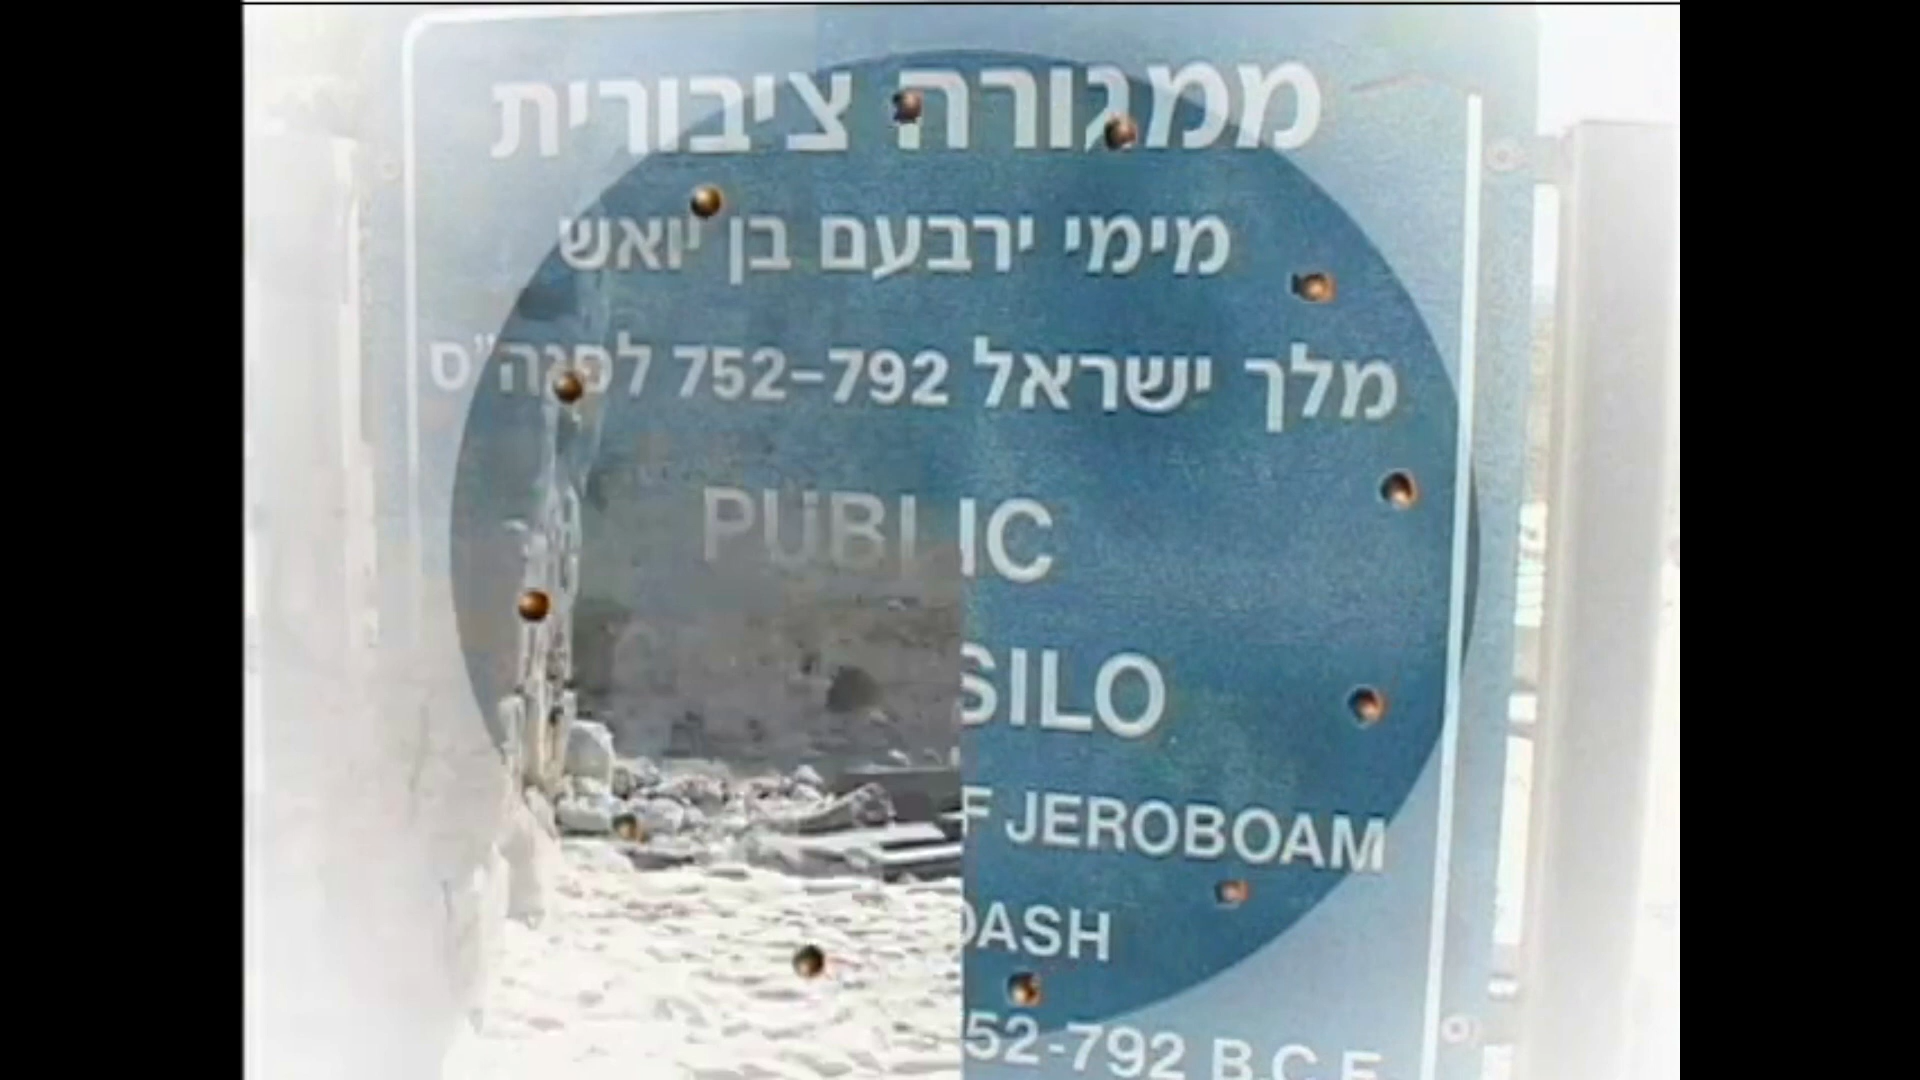 ממגורה ציבורית
מימי ירבעם בן יואש
מלך ישראל 752-792 לפנה"ס
PUBLIC
SILO
F JEROBOAM
OASH
52-792 B.C.E.